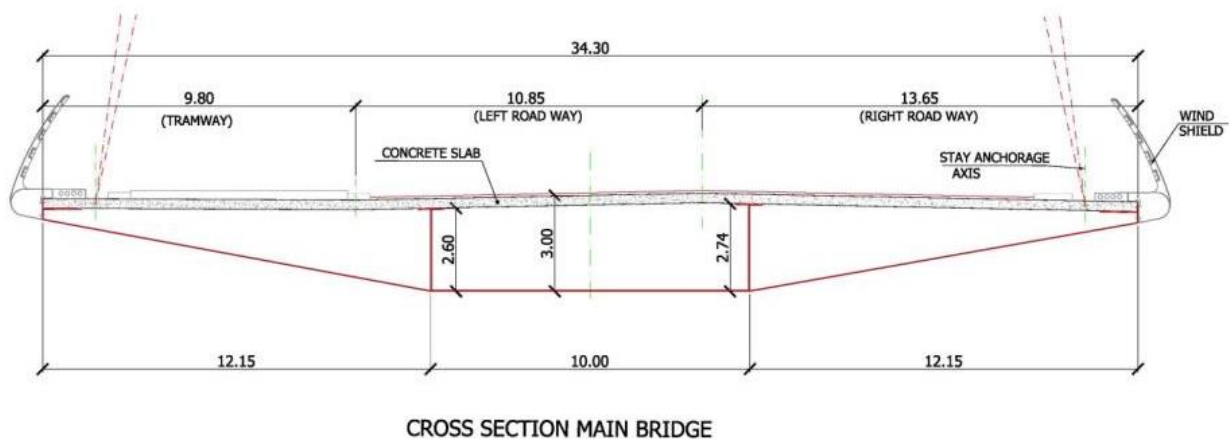 34.30
9.80
(TRAMWAY)
10.85
(LEFT ROAD WAY)
13.65
(RIGHT ROAD WAY)
WIND
SHIELD
CONCRETE SLAB
STAY ANCHORAGE
AXIS
2.60
3.00
2.74
12.15
10.00
12.15
CROSS SECTION MAIN BRIDGE